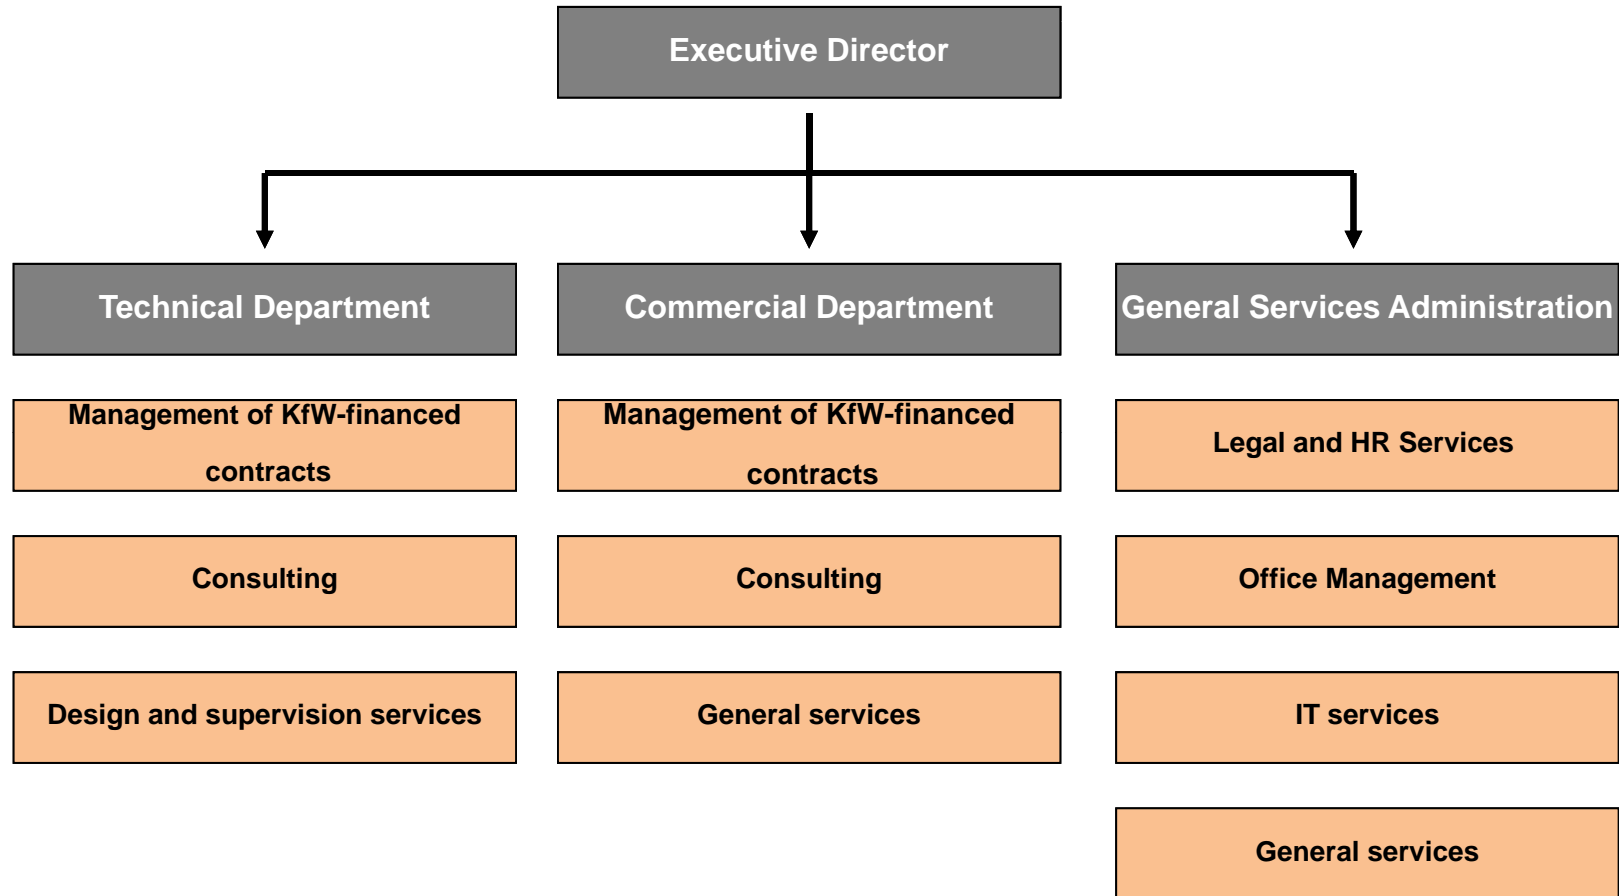 Executive Director
Technical Department
Commercial Department
General Services Administration
Management of KfW-financed
contracts
Management of KfW-financed
contracts
Legal and HR Services
Consulting
Consulting
Office Management
Design and supervision services
General services
IT services
General services